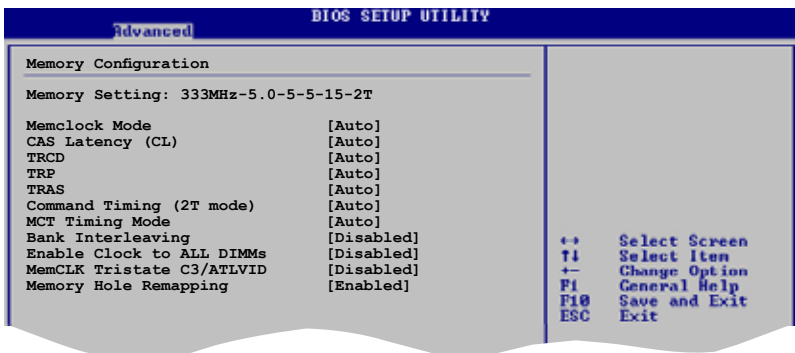 BIOS SETUP UTILITY
Advanced
Memory Configuration
Memory Setting: 333MHz-5.0-5-5-15-2T
Memclock Mode [Auto]
CAS Latency (CL) [Auto]
TRCD [Auto]
TRP [Auto]
TRAS [Auto]
Command Timing (2T mode) [Auto]
MCT Timing Mode [Auto]
Bank Interleaving [Disabled]
Enable Clock to ALL DIMMs [Disabled]
MemCLK Tristate C3/ATLVID [Disabled]
Memory Hole Remapping [Enabled]
←→ Select Screen
↑↓ Select Item
+- Change Option
F1 General Help
F10 Save and Exit
ESC Exit